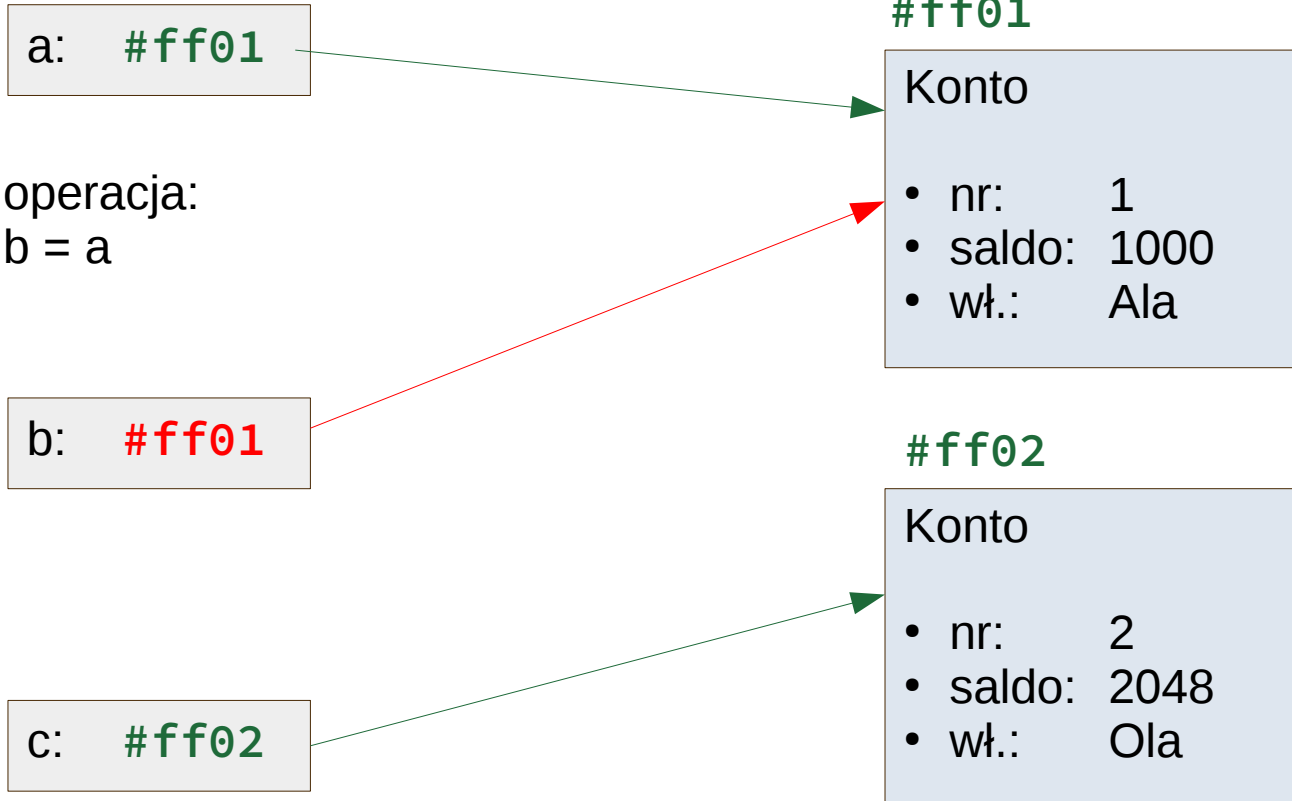 a: #ff01
#ff01
Konto
operacja:
b = a
• nr: 1
• saldo: 1000
• wł.: Ala
b: #ff01
#ff02
Konto
• nr: 2
• saldo: 2048
• wł.: Ola
c: #ff02